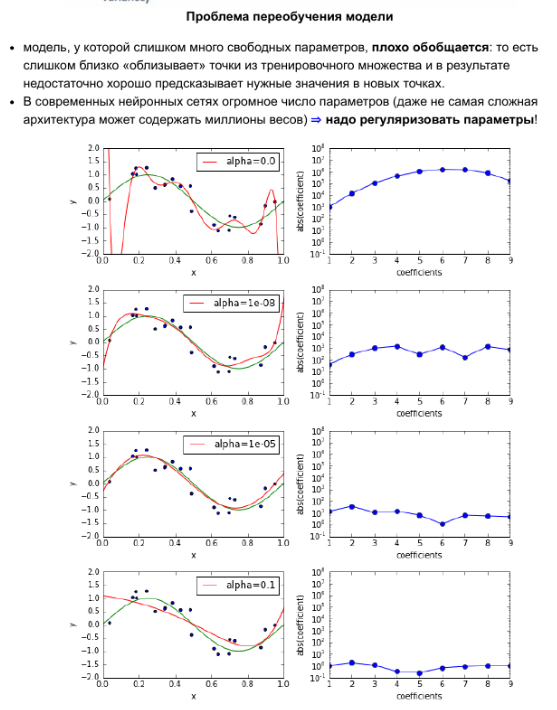 Проблема переобучения модели
• модель, у которой слишком много свободных параметров, плохо обобщается: то есть
слишком близко «облизывает» точки из тренировочного множества и в результате
недостаточно хорошо предсказывает нужные значения в новых точках.
• В современных нейронных сетях огромное число параметров (даже не самая сложная
архитектура может содержать миллионы весов) ⇒ надо регуляризовать параметры!
2.0
1.5
1.0
0.5
0.0
−0.5
−1.0
−1.5
−2.0
y
alpha=0.0
0.0 0.2 0.4 0.6 0.8 1.0
x
10^8
10^7
10^6
10^5
10^4
10^3
10^2
10^1
10^0
10^-1
abs(coefficient)
1 2 3 4 5 6 7 8 9
coefficients
2.0
1.5
1.0
0.5
0.0
−0.5
−1.0
−1.5
−2.0
y
alpha=1e-08
0.0 0.2 0.4 0.6 0.8 1.0
x
10^8
10^7
10^6
10^5
10^4
10^3
10^2
10^1
10^0
10^-1
abs(coefficient)
1 2 3 4 5 6 7 8 9
coefficients
2.0
1.5
1.0
0.5
0.0
−0.5
−1.0
−1.5
−2.0
y
alpha=1e-05
0.0 0.2 0.4 0.6 0.8 1.0
x
10^8
10^7
10^6
10^5
10^4
10^3
10^2
10^1
10^0
10^-1
abs(coefficient)
1 2 3 4 5 6 7 8 9
coefficients
2.0
1.5
1.0
0.5
0.0
−0.5
−1.0
−1.5
−2.0
y
alpha=0.1
0.0 0.2 0.4 0.6 0.8 1.0
x
10^8
10^7
10^6
10^5
10^4
10^3
10^2
10^1
10^0
10^-1
abs(coefficient)
1 2 3 4 5 6 7 8 9
coefficients